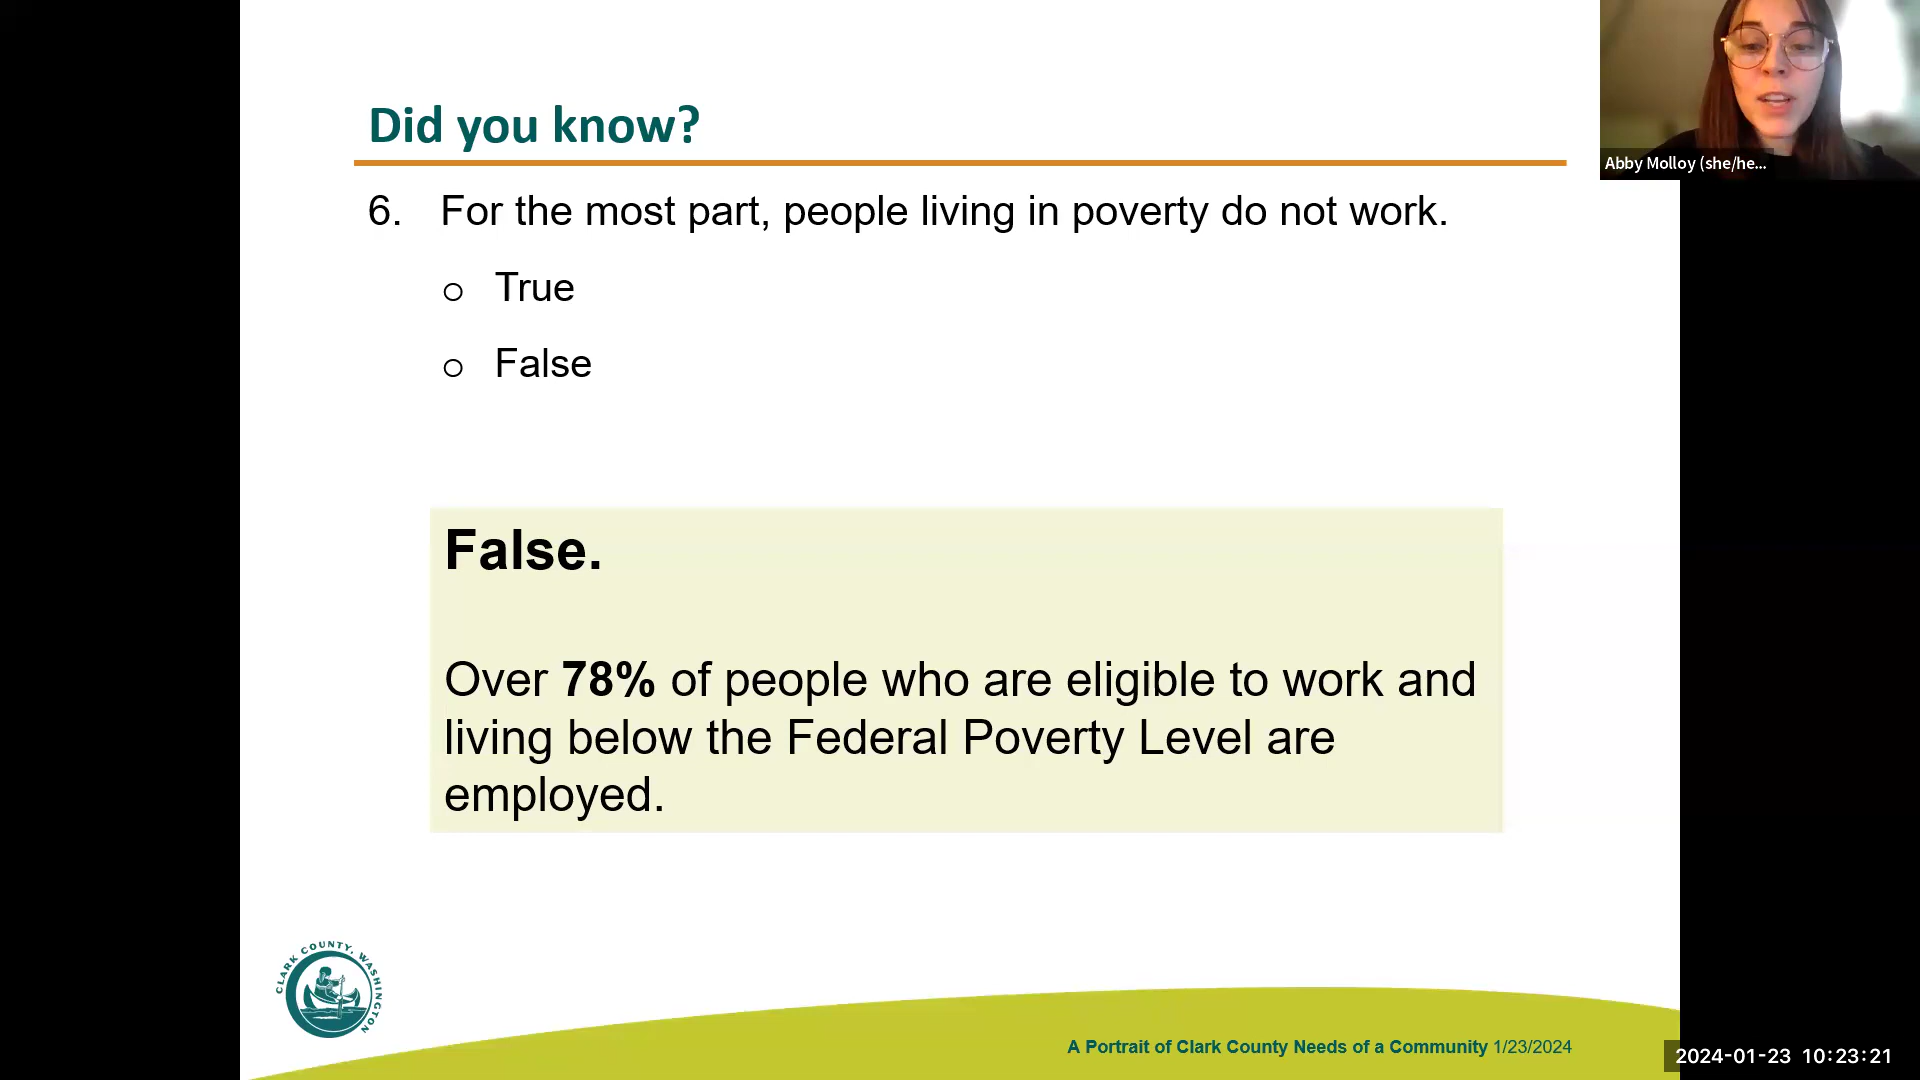 Did you know?
Abby Molloy (she/he...
6. For the most part, people living in poverty do not work.
o True
o False
False.
Over 78% of people who are eligible to work and
living below the Federal Poverty Level are
employed.
CLARK COUNTY, WASHINGTON
A Portrait of Clark County Needs of a Community 1/23/2024
2024-01-23 10:23:21